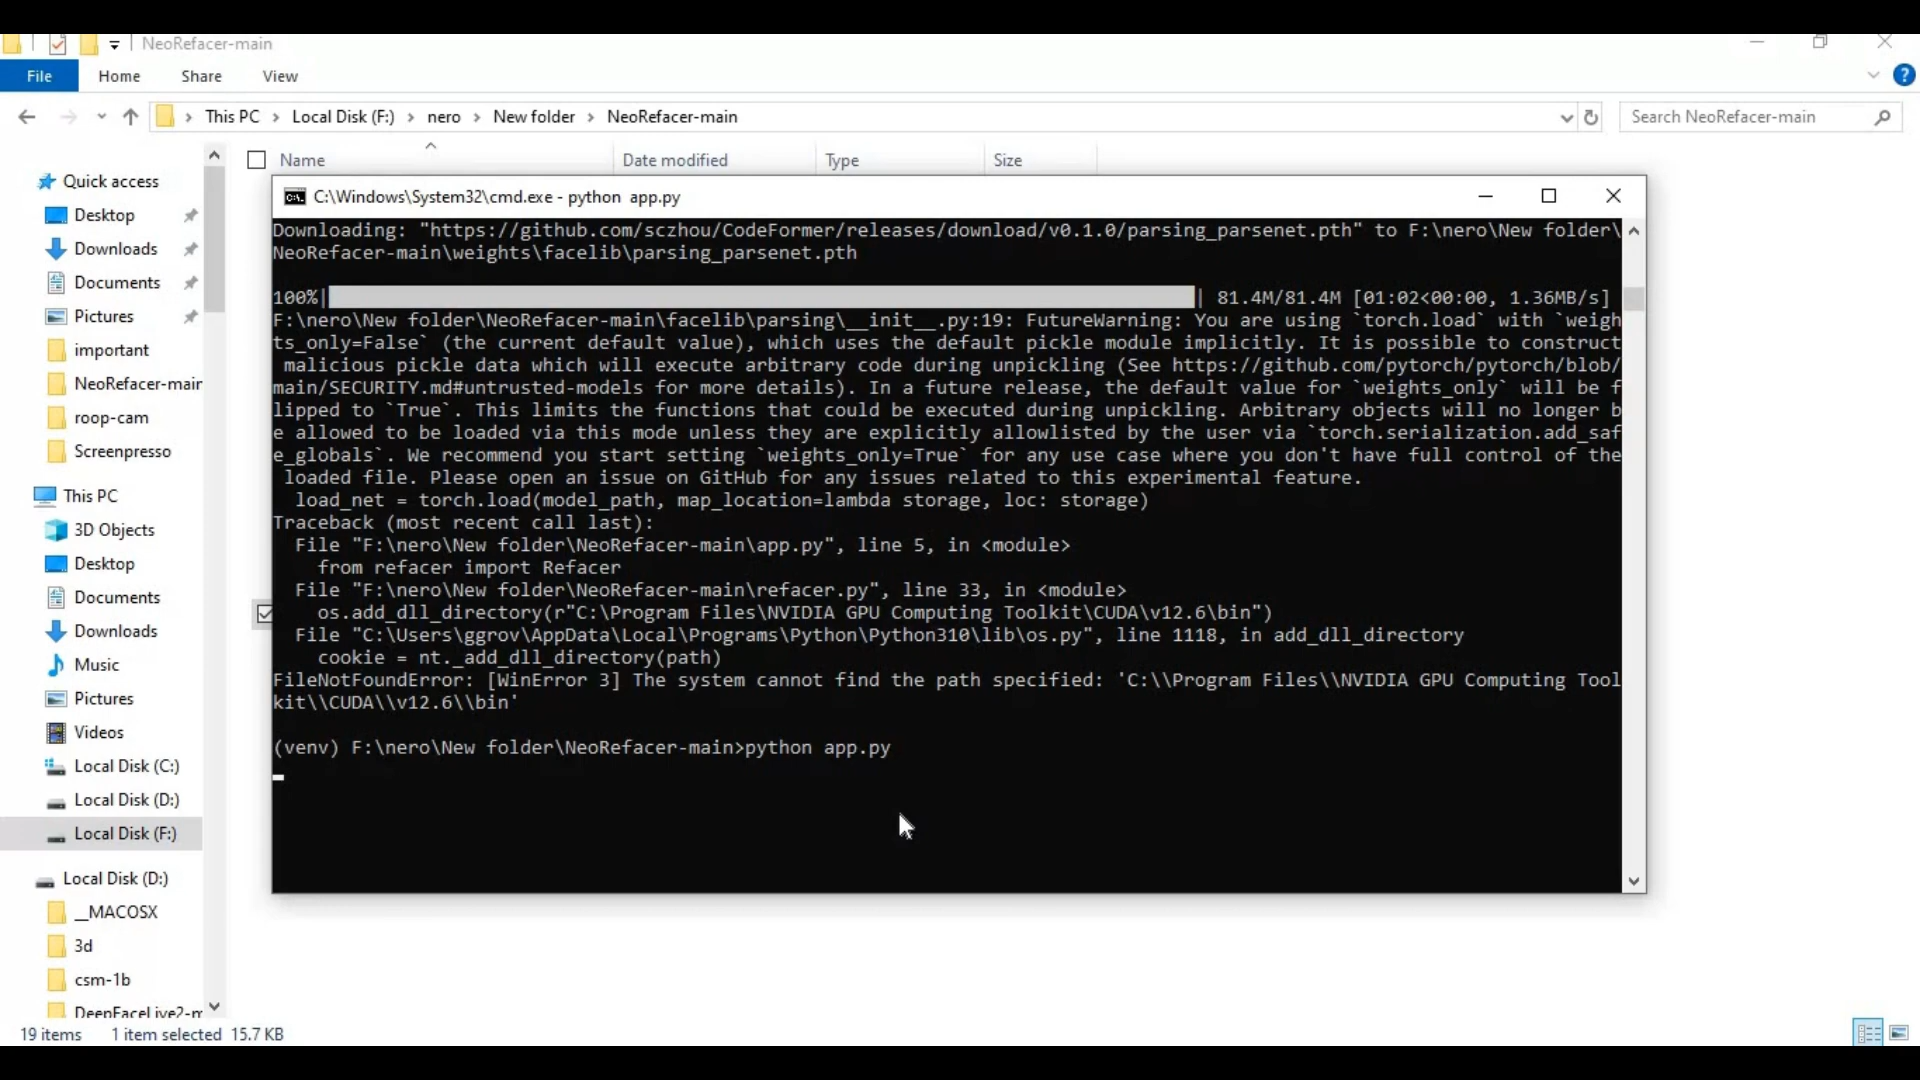 NeoRefacer-main
File Home Share View
This PC Local Disk (F:) nero New folder NeoRefacer-main Search NeoRefacer-main
Name Date modified Type Size
Quick access
Desktop
Downloads
Documents
Pictures
important
NeoRefacer-main
roop-cam
Screenpresso
This PC
3D Objects
Desktop
Documents
Downloads
Music
Pictures
Videos
Local Disk (C:)
Local Disk (D:)
Local Disk (F:)
Local Disk (D:)
__MACOSX
3d
csm-1b
DeepFaceLive2-m
19 items 1 item selected 15.7 KB
C:\Windows\System32\cmd.exe - python app.py
Downloading: "https://github.com/sczhou/CodeFormer/releases/download/v0.1.0/parsing_parsenet.pth" to F:\nero\New folder\
NeoRefacer-main\weights\facelib\parsing_parsenet.pth
100%| | 81.4M/81.4M [01:02<00:00, 1.36MB/s]
F:\nero\New folder\NeoRefacer-main\facelib\parsing\__init__.py:19: FutureWarning: You are using `torch.load` with `weigh
ts_only=False` (the current default value), which uses the default pickle module implicitly. It is possible to construct
malicious pickle data which will execute arbitrary code during unpickling (See https://github.com/pytorch/pytorch/blob/
main/SECURITY.md#untrusted-models for more details). In a future release, the default value for `weights_only` will be f
lipped to `True`. This limits the functions that could be executed during unpickling. Arbitrary objects will no longer b
e allowed to be loaded via this mode unless they are explicitly allowlisted by the user via `torch.serialization.add_saf
e_globals`. We recommend you start setting `weights_only=True` for any use case where you don't have full control of the
loaded file. Please open an issue on GitHub for any issues related to this experimental feature.
load_net = torch.load(model_path, map_location=lambda storage, loc: storage)
Traceback (most recent call last):
File "F:\nero\New folder\NeoRefacer-main\app.py", line 5, in <module>
from refacer import Refacer
File "F:\nero\New folder\NeoRefacer-main\refacer.py", line 33, in <module>
os.add_dll_directory(r"C:\Program Files\NVIDIA GPU Computing Toolkit\CUDA\v12.6\bin")
File "C:\Users\ggrov\AppData\Local\Programs\Python\Python310\lib\os.py", line 1118, in add_dll_directory
cookie = nt._add_dll_directory(path)
FileNotFoundError: [WinError 3] The system cannot find the path specified: 'C:\\Program Files\\NVIDIA GPU Computing Tool
kit\\CUDA\\v12.6\\bin'
(venv) F:\nero\New folder\NeoRefacer-main>python app.py